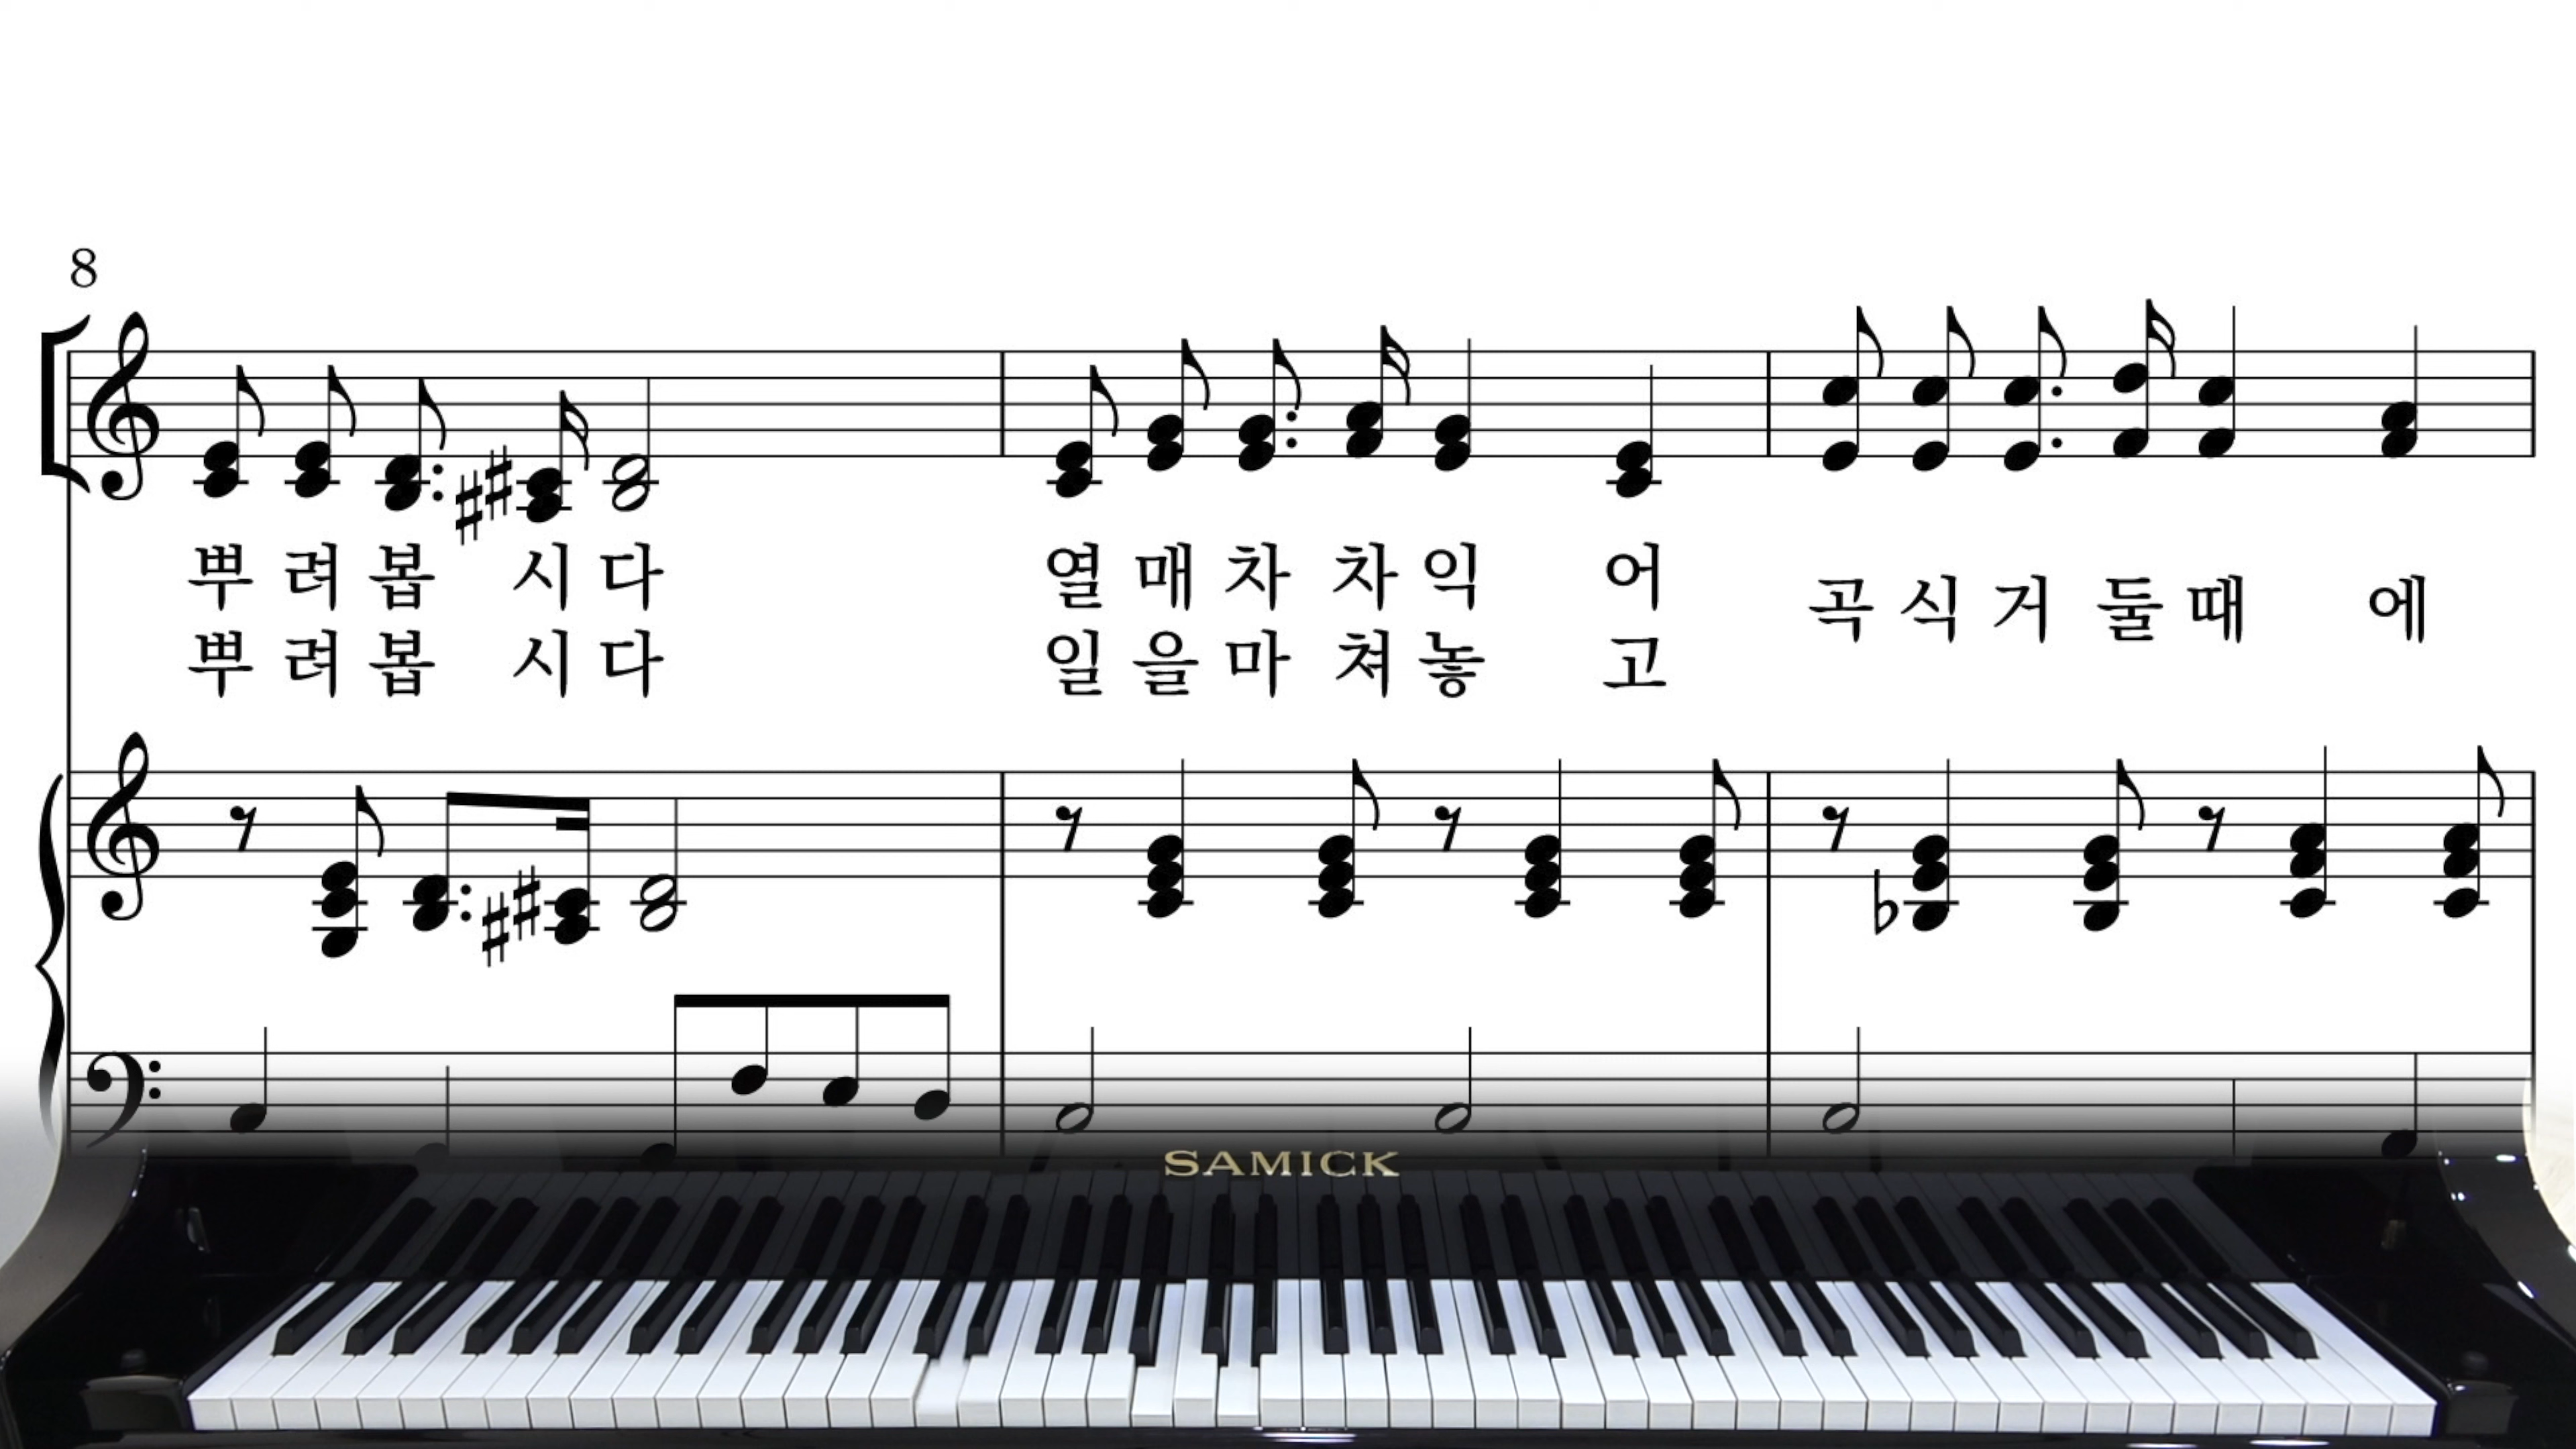 8
뿌 려 봅 시 다 열 매 차 차 익 어 곡 식 거 둘 때 에
뿌 려 봅 시 다 일 을 마 쳐 놓 고
SAMICK